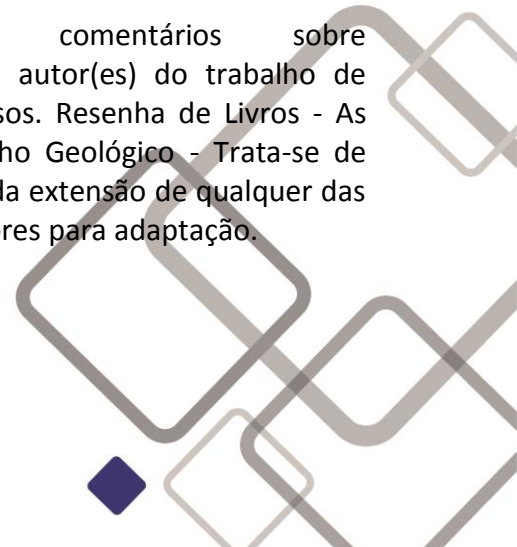 comentários sobre
autor(es) do trabalho de
sos. Resenha de Livros - As
ho Geológico - Trata-se de
da extensão de qualquer das
res para adaptação.